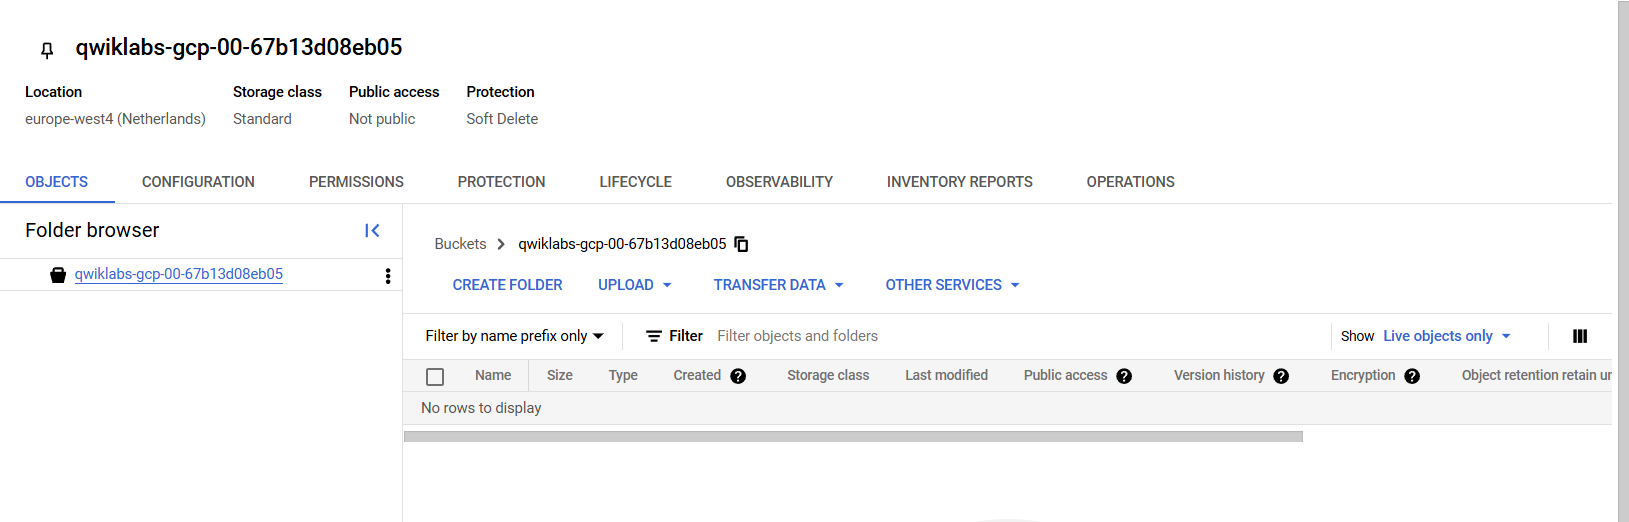 qwiklabs-gcp-00-67b13d08eb05
Location Storage class Public access Protection
europe-west4 (Netherlands) Standard Not public Soft Delete
OBJECTS CONFIGURATION PERMISSIONS PROTECTION LIFECYCLE OBSERVABILITY INVENTORY REPORTS OPERATIONS
Folder browser
qwiklabs-gcp-00-67b13d08eb05
Buckets > qwiklabs-gcp-00-67b13d08eb05
CREATE FOLDER UPLOAD TRANSFER DATA OTHER SERVICES
Filter by name prefix only Filter Filter objects and folders Show Live objects only
Name Size Type Created Storage class Last modified Public access Version history Encryption Object retention retain
No rows to display